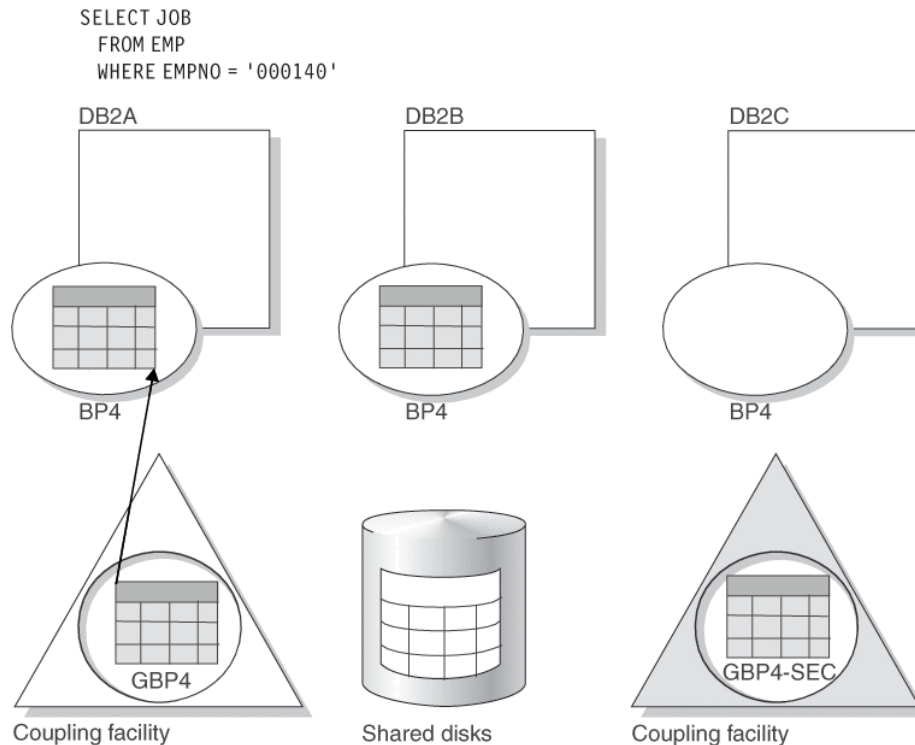 SELECT JOB
FROM EMP
WHERE EMPNO = '000140'
DB2A
DB2B
DB2C
BP4
BP4
BP4
GBP4
GBP4-SEC
Coupling facility
Shared disks
Coupling facility